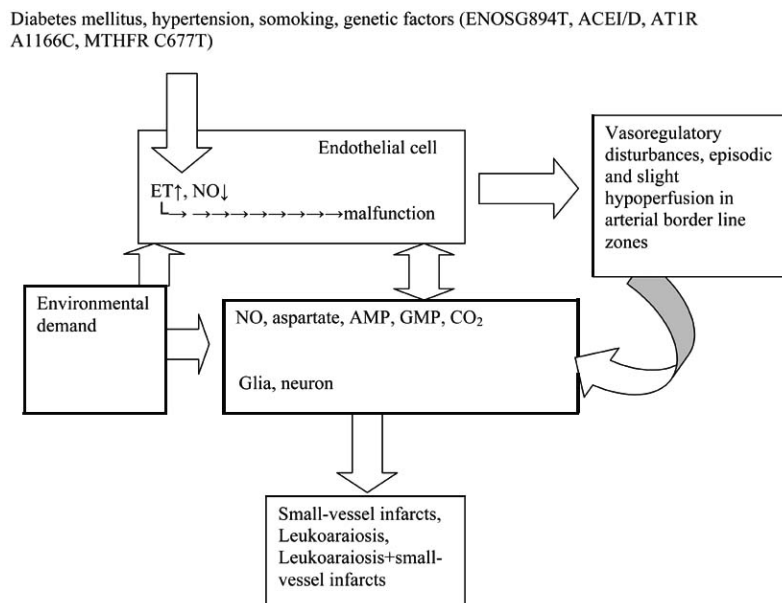 Diabetes mellitus, hypertension, somoking, genetic factors (ENOSG894T, ACEI/D, AT1R
A1166C, MTHFR C677T)
Endothelial cell
ET↑, NO↓
→ →→→→→→→malfunction
Vasoregulatory
disturbances, episodic
and slight
hypoperfusion in
arterial border line
zones
Environmental
demand
NO, aspartate, AMP, GMP, CO₂
Glia, neuron
Small-vessel infarcts,
Leukoaraiosis,
Leukoaraiosis+small-
vessel infarcts